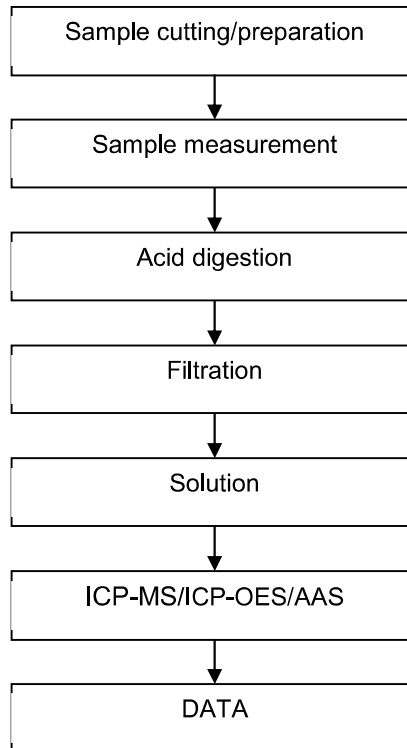 Sample cutting/preparation
Sample measurement
Acid digestion
Filtration
Solution
ICP-MS/ICP-OES/AAS
DATA